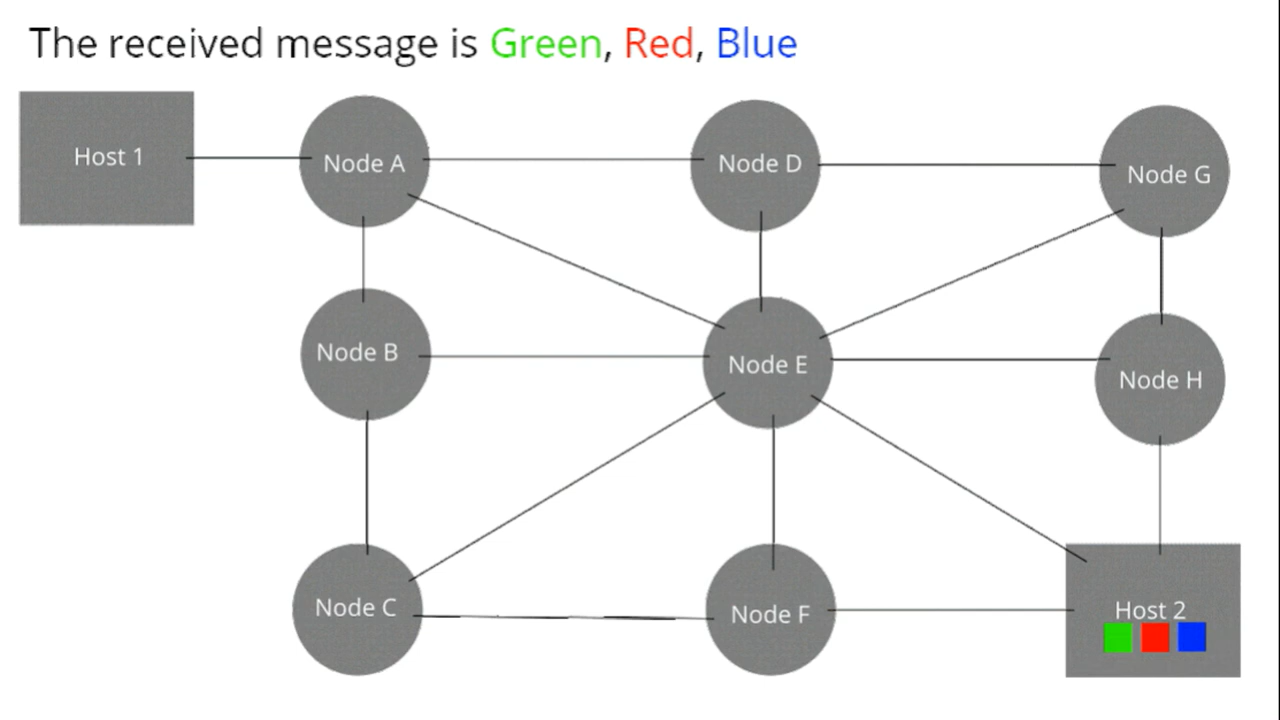 The received message is Green, Red, Blue
Host 1
Node A
Node D
Node G
Node B
Node E
Node H
Node C
Node F
Host 2